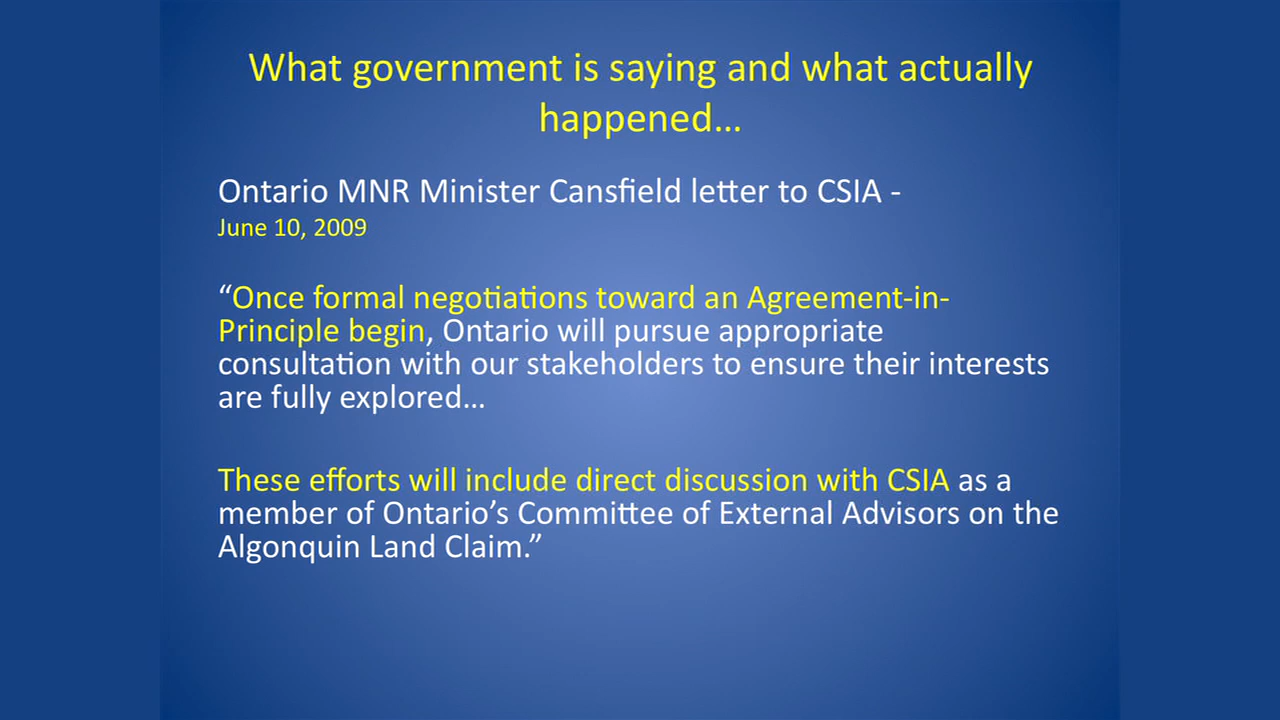 What government is saying and what actually
happened...
Ontario MNR Minister Cansfield letter to CSIA -
June 10, 2009
“Once formal negotiations toward an Agreement-in-
Principle begin, Ontario will pursue appropriate
consultation with our stakeholders to ensure their interests
are fully explored...
These efforts will include direct discussion with CSIA as a
member of Ontario’s Committee of External Advisors on the
Algonquin Land Claim.”